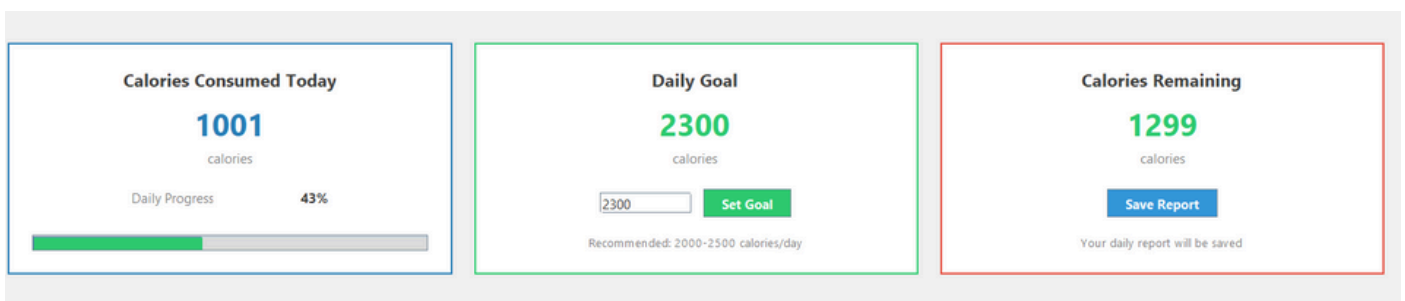 Calories Consumed Today
1001
calories
Daily Progress 43%
Daily Goal
2300
calories
2300 Set Goal
Recommended: 2000-2500 calories/day
Calories Remaining
1299
calories
Save Report
Your daily report will be saved